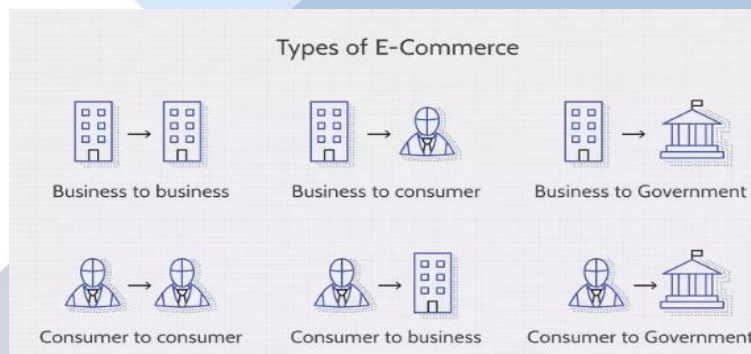 Types of E-Commerce
Business to business
Business to consumer
Business to Government
Consumer to consumer
Consumer to business
Consumer to Government